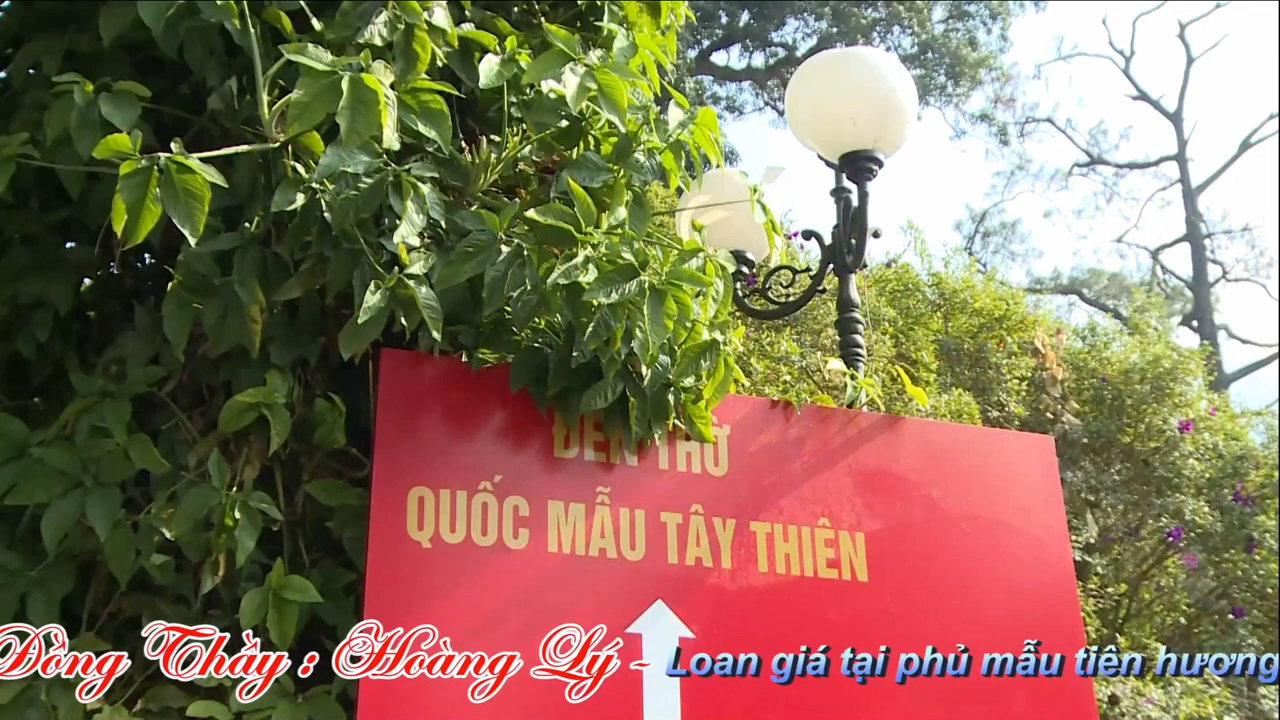 ĐỀN THỜ
QUỐC MẪU TÂY THIÊN
Đồng Thầy : Hoàng Lý - Loan giá tại phủ mẫu tiên hương